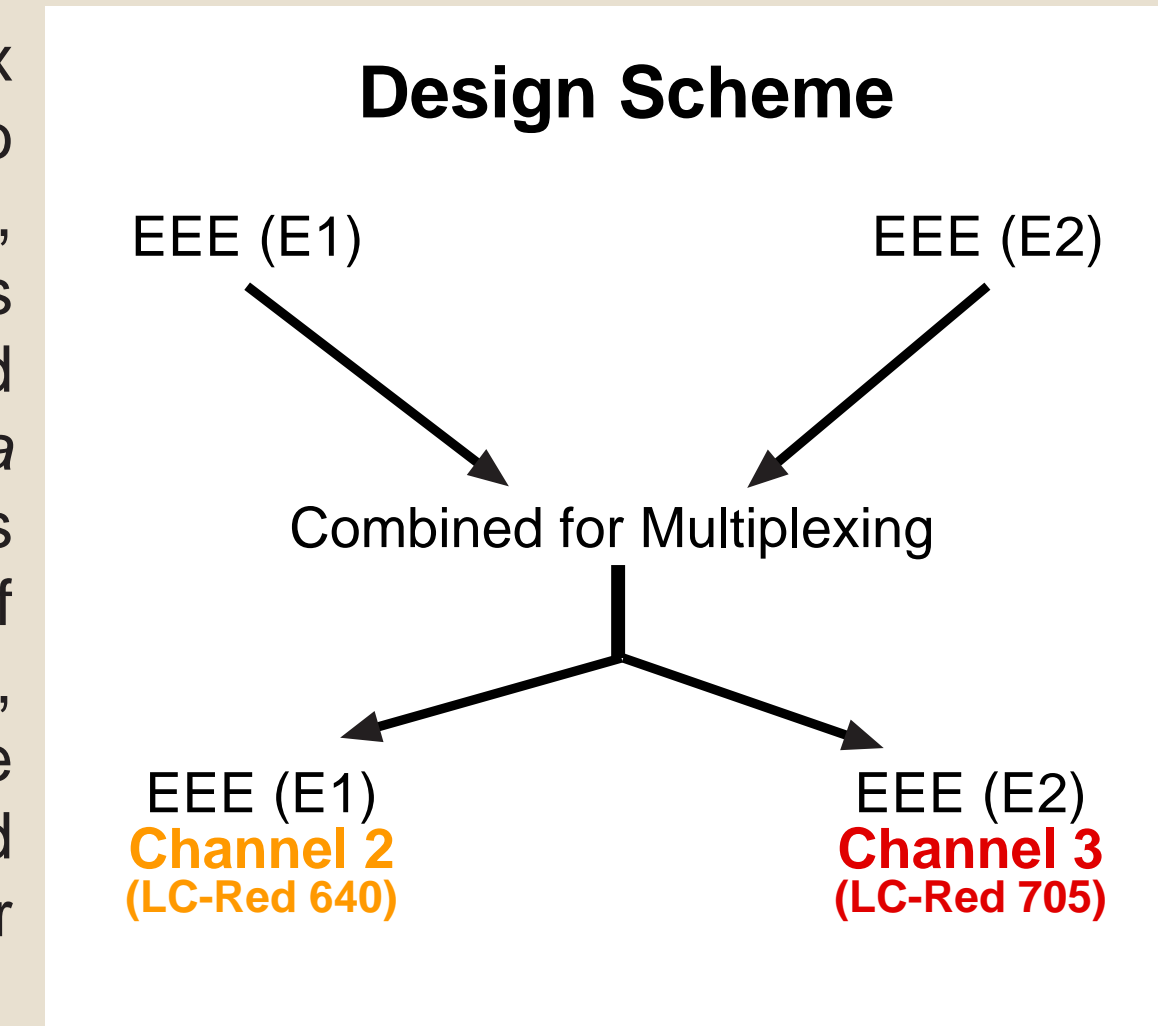 x
o
,
s
d
a
s
f
,
e
d
r
Design Scheme
EEE (E1) EEE (E2)
Combined for Multiplexing
EEE (E1) EEE (E2)
Channel 2 Channel 3
(LC-Red 640) (LC-Red 705)